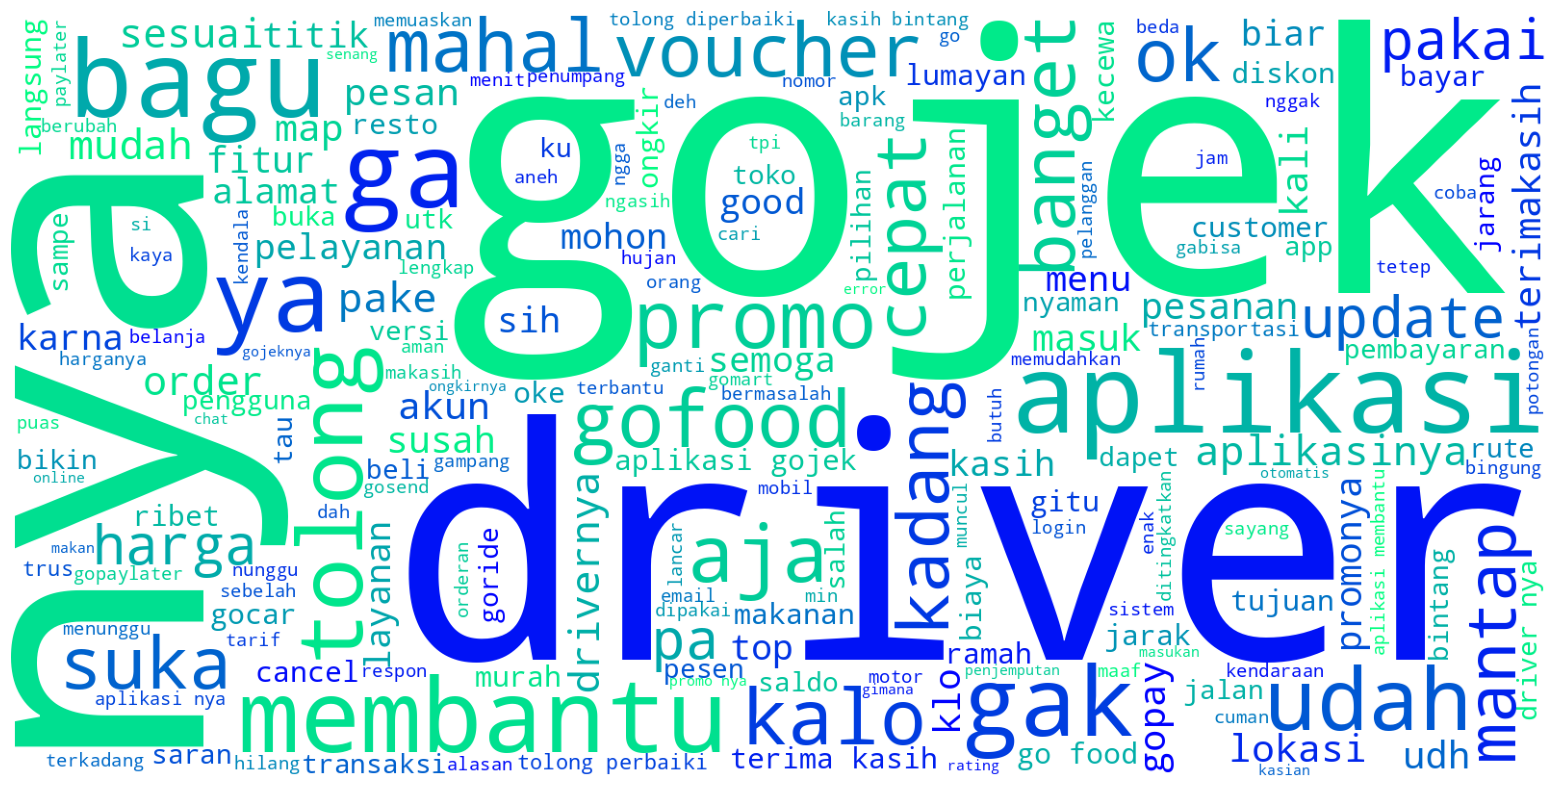 gojek
driver
nya
aplikasi
membantu
bagu
mahal
voucher
promo
gofood
tolong
ga
ya
ok
pakai
banget
cepat
update
udah
mantap
gak
kalo
kadang
aja
suka
harga
pa
sesuai
titik
pesan
map
resto
fitur
alamat
mudah
langsung
paylater
memuaskan
senang
berubah
tolong diperbaiki
kasih bintang
go
menit
penumpang
nomor
lumayan
deh
apk
barang
ongkir
ku
aneh
ngga
ngasih
tpi
toko
good
cari
mohon
hujan
orang
error
pilihan
perjalanan
kecewa
beda
biar
diskon
bayar
nggak
kali
jam
pelanggan
customer
gabisa
app
jarang
coba
terimakasih
tetep
menu
nyaman
pesanan
transportasi
masuk
memudahkan
rumah
pembayaran
potongan
buka
utk
pelayanan
lengkap
kendala
sampe
si
kaya
pake
sih
versi
aman
karna
belanja
harganya
gojeknya
order
pengguna
makasih
ongkirnya
oke
terbantu
ganti
semoga
gomart
bermasalah
butuh
akun
susah
chat
tau
puas
bikin
online
beli
gampang
gosend
dah
aplikasi gojek
mobil
kasih
dapet
aplikasinya
rute
bingung
otomatis
gitu
login
muncul
enak
ditingkatkan
sayang
promonya
aplikasi membantu
bintang
driver nya
ribet
makan
trus
gopaylater
nunggu
sebelah
layanan
orderan
goride
drivernya
lancar
email
dipakai
min
salah
makanan
biaya
sistem
tujuan
jarak
masukan
gocar
tarif
menunggu
cancel
respon
aplikasi nya
murah
pesen
top
promo nya
saldo
motor
gimana
ramah
penjemputan
klo
maaf
gopay
kendaraan
jalan
cuman
lokasi
udh
kasian
terkadang
saran
hilang
transaksi
alasan
tolong perbaiki
terima kasih
rating
go food